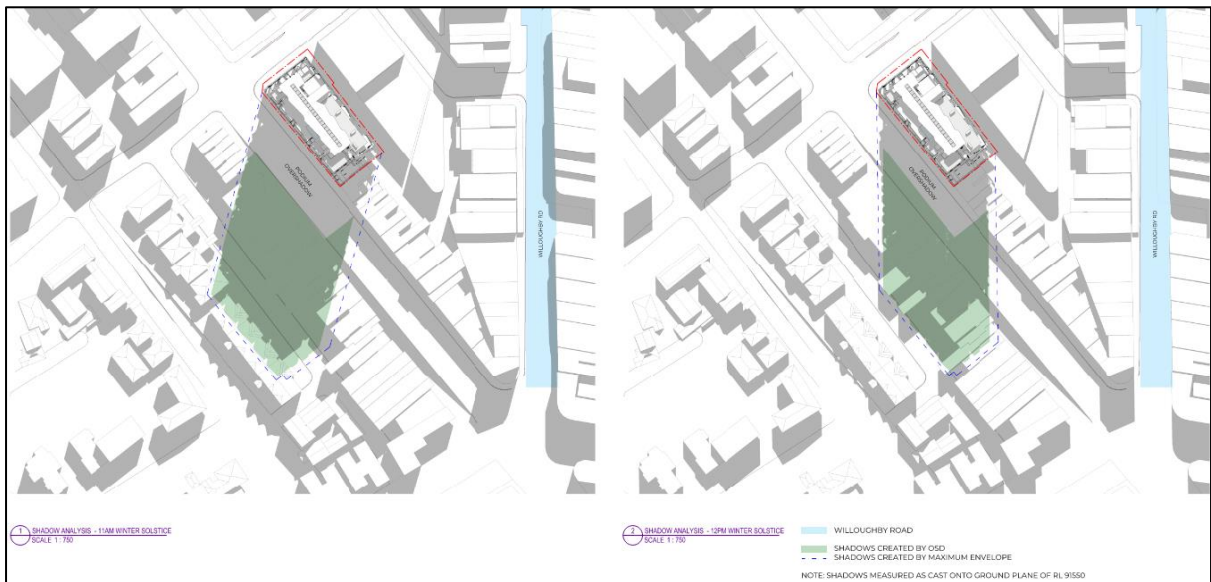 PODIUM
OVERSHADOW
WILLOUGHBY RD
PODIUM
OVERSHADOW
WILLOUGHBY RD
1 SHADOW ANALYSIS - 11AM WINTER SOLSTICE
SCALE 1 : 750
2 SHADOW ANALYSIS - 12PM WINTER SOLSTICE
SCALE 1 : 750
WILLOUGHBY ROAD
SHADOWS CREATED BY OSD
SHADOWS CREATED BY MAXIMUM ENVELOPE
NOTE: SHADOWS MEASURED AS CAST ONTO GROUND PLANE OF RL 91550